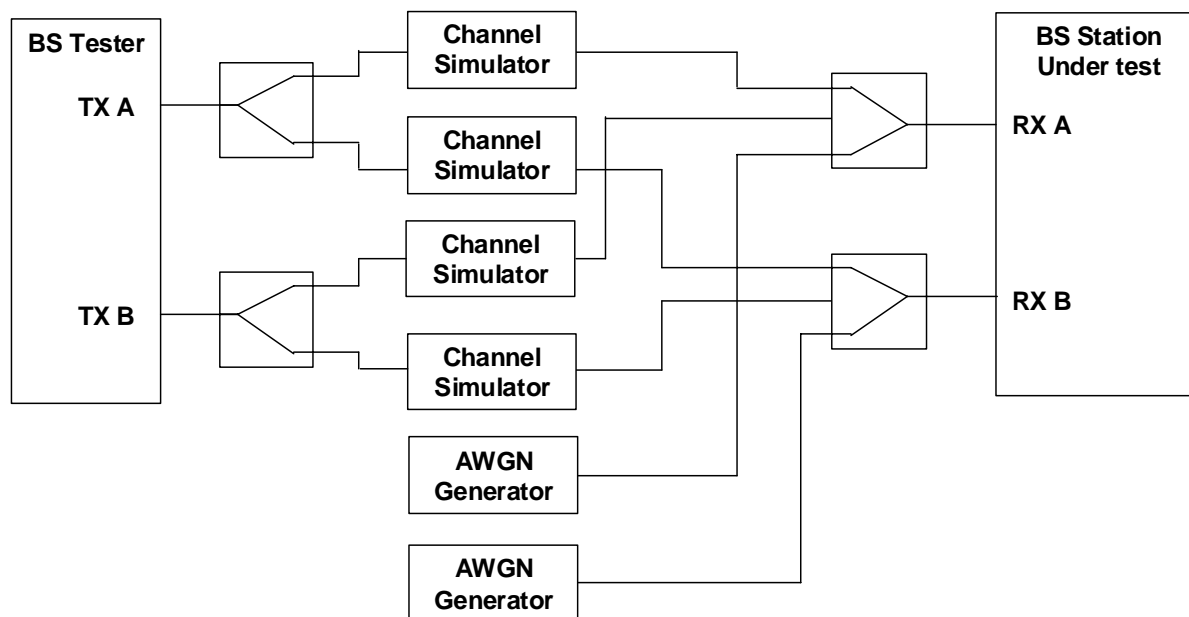 BS Tester
TX A
TX B
Channel
Simulator
Channel
Simulator
Channel
Simulator
Channel
Simulator
AWGN
Generator
AWGN
Generator
BS Station
Under test
RX A
RX B